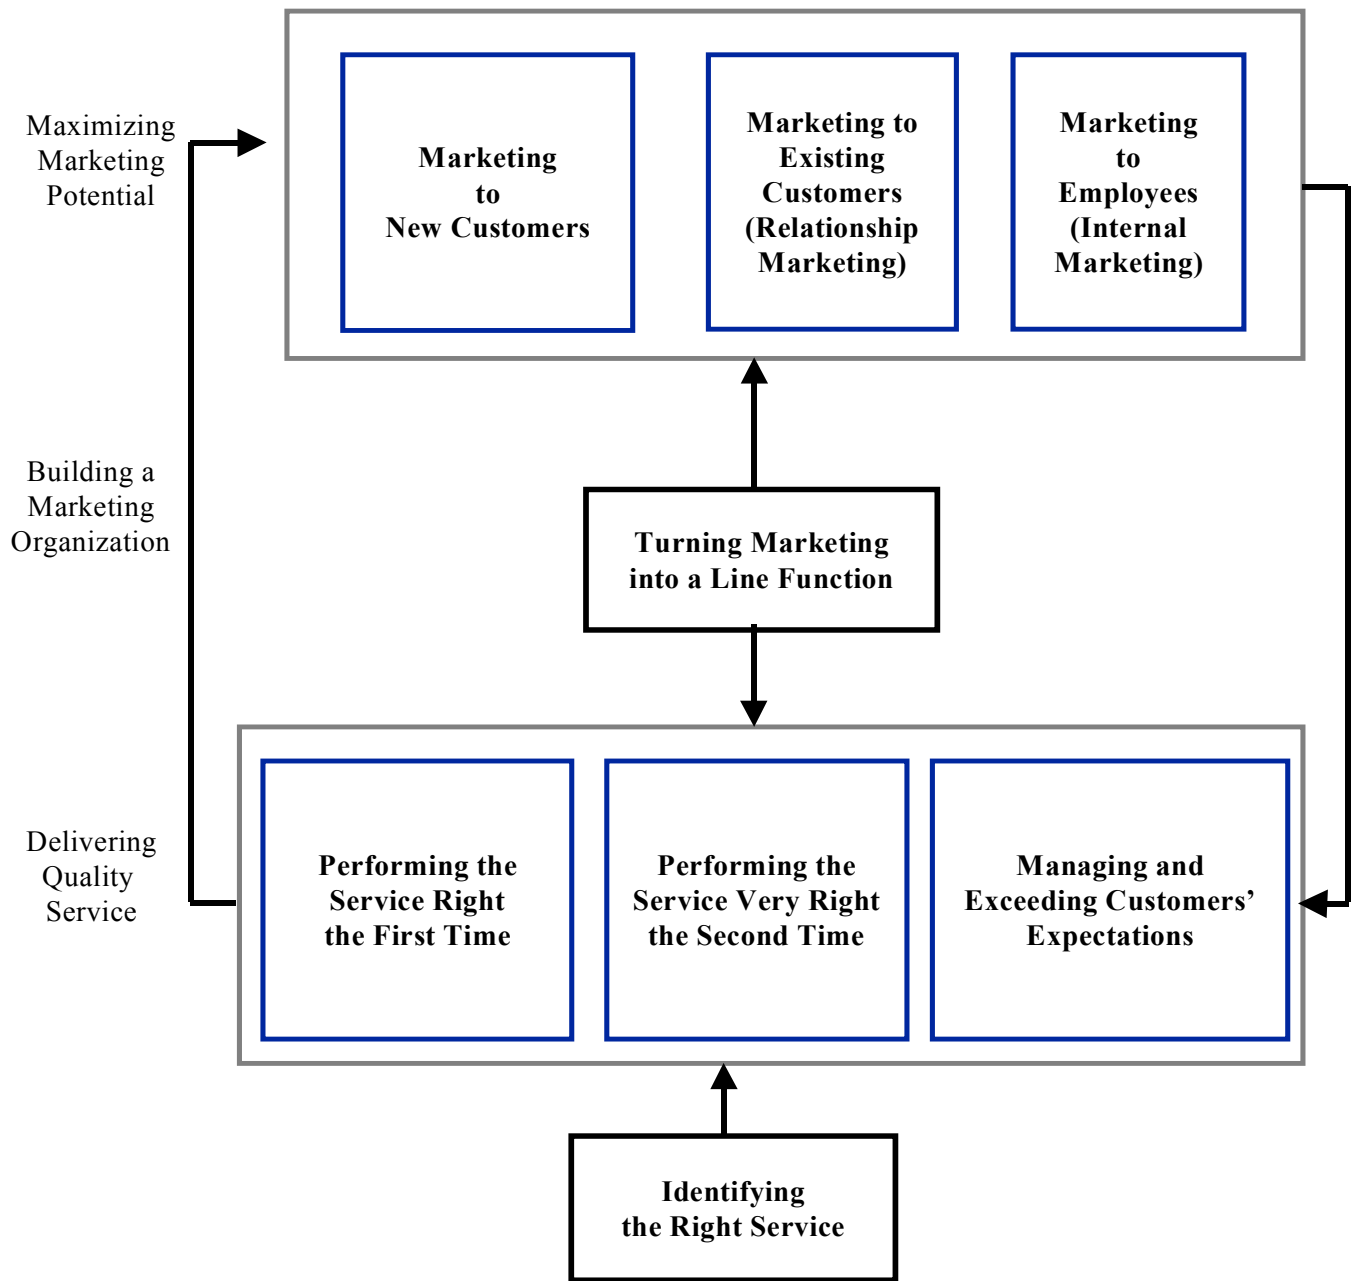 Maximizing
Marketing
Potential
Marketing
to
New Customers
Marketing to
Existing
Customers
(Relationship
Marketing)
Marketing
to
Employees
(Internal
Marketing)
Building a
Marketing
Organization
Turning Marketing
into a Line Function
Delivering
Quality
Service
Performing the
Service Right
the First Time
Performing the
Service Very Right
the Second Time
Managing and
Exceeding Customers’
Expectations
Identifying
the Right Service